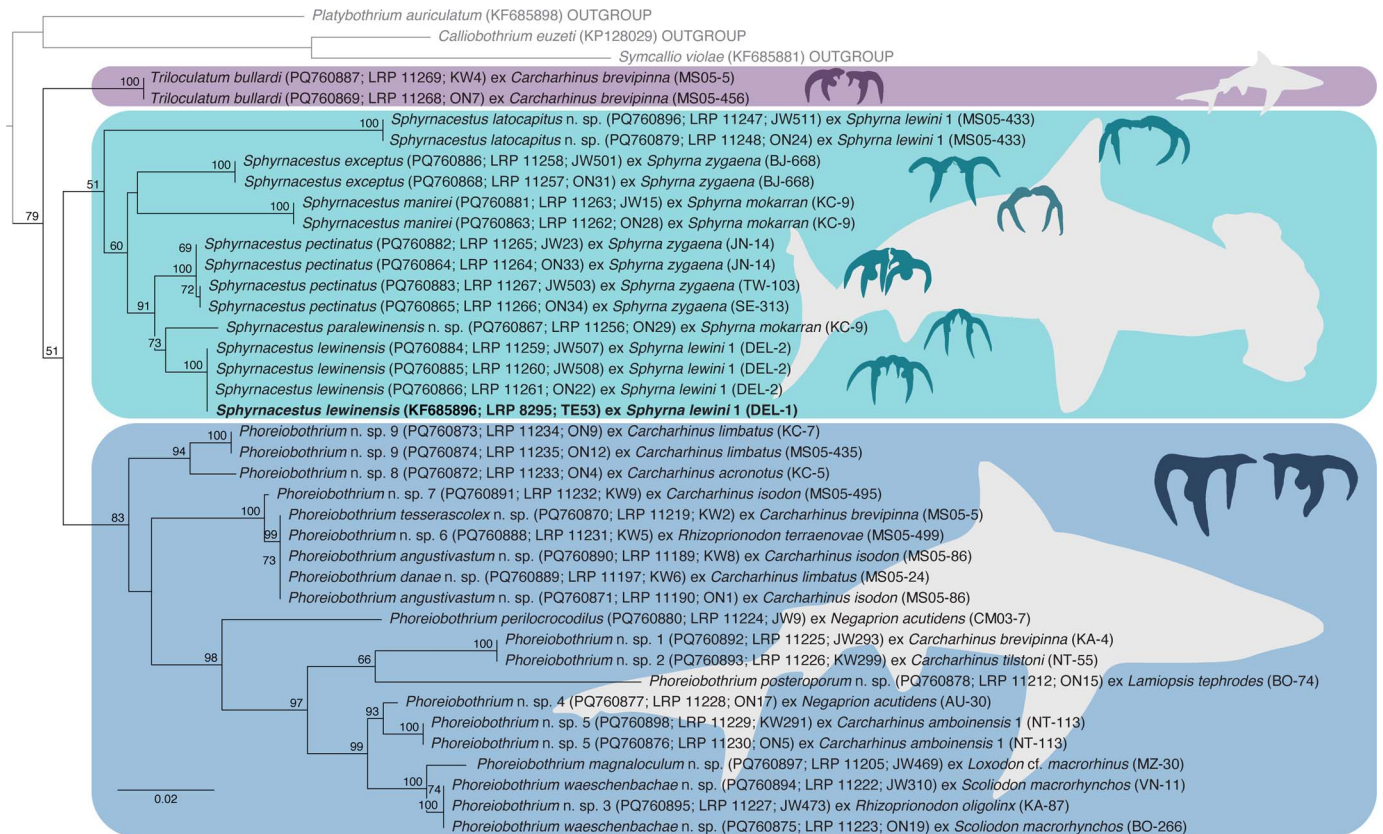 Platybothrium auriculatum (KF685898) OUTGROUP
Calliobothrium euzeti (KP128029) OUTGROUP
Symcallio violae (KF685881) OUTGROUP
100 Triloculatum bullardi (PQ760887; LRP 11269; KW4) ex Carcharhinus brevipinna (MS05-5)
Triloculatum bullardi (PQ760869; LRP 11268; ON7) ex Carcharhinus brevipinna (MS05-456)
100 Sphyrnacestus latocapitus n. sp. (PQ760896; LRP 11247; JW511) ex Sphyrna lewini 1 (MS05-433)
Sphyrnacestus latocapitus n. sp. (PQ760879; LRP 11248; ON24) ex Sphyrna lewini 1 (MS05-433)
100 Sphyrnacestus exceptus (PQ760886; LRP 11258; JW501) ex Sphyrna zygaena (BJ-668)
51 Sphyrnacestus exceptus (PQ760868; LRP 11257; ON31) ex Sphyrna zygaena (BJ-668)
100 Sphyrnacestus manirei (PQ760881; LRP 11263; JW15) ex Sphyrna mokarran (KC-9)
79 Sphyrnacestus manirei (PQ760863; LRP 11262; ON28) ex Sphyrna mokarran (KC-9)
60 69 Sphyrnacestus pectinatus (PQ760882; LRP 11265; JW23) ex Sphyrna zygaena (JN-14)
100 Sphyrnacestus pectinatus (PQ760864; LRP 11264; ON33) ex Sphyrna zygaena (JN-14)
72 Sphyrnacestus pectinatus (PQ760883; LRP 11267; JW503) ex Sphyrna zygaena (TW-103)
91 Sphyrnacestus pectinatus (PQ760865; LRP 11266; ON34) ex Sphyrna zygaena (SE-313)
Sphyrnacestus paralewinensis n. sp. (PQ760867; LRP 11256; ON29) ex Sphyrna mokarran (KC-9)
51 73 Sphyrnacestus lewinensis (PQ760884; LRP 11259; JW507) ex Sphyrna lewini 1 (DEL-2)
100 Sphyrnacestus lewinensis (PQ760885; LRP 11260; JW508) ex Sphyrna lewini 1 (DEL-2)
Sphyrnacestus lewinensis (PQ760866; LRP 11261; ON22) ex Sphyrna lewini 1 (DEL-2)
Sphyrnacestus lewinensis (KF685896; LRP 8295; TE53) ex Sphyrna lewini 1 (DEL-1)
100 Phoreiobothrium n. sp. 9 (PQ760873; LRP 11234; ON9) ex Carcharhinus limbatus (KC-7)
94 Phoreiobothrium n. sp. 9 (PQ760874; LRP 11235; ON12) ex Carcharhinus limbatus (MS05-435)
Phoreiobothrium n. sp. 8 (PQ760872; LRP 11233; ON4) ex Carcharhinus acronotus (KC-5)
Phoreiobothrium n. sp. 7 (PQ760891; LRP 11232; KW9) ex Carcharhinus isodon (MS05-495)
83 100 Phoreiobothrium tesserascolex n. sp. (PQ760870; LRP 11219; KW2) ex Carcharhinus brevipinna (MS05-5)
99 Phoreiobothrium n. sp. 6 (PQ760888; LRP 11231; KW5) ex Rhizoprionodon terraenovae (MS05-499)
73 Phoreiobothrium angustivastum n. sp. (PQ760890; LRP 11189; KW8) ex Carcharhinus isodon (MS05-86)
Phoreiobothrium danae n. sp. (PQ760889; LRP 11197; KW6) ex Carcharhinus limbatus (MS05-24)
Phoreiobothrium angustivastum n. sp. (PQ760871; LRP 11190; ON1) ex Carcharhinus isodon (MS05-86)
Phoreiobothrium perilocrocodilus (PQ760880; LRP 11224; JW9) ex Negaprion acutidens (CM03-7)
100 Phoreiobothrium n. sp. 1 (PQ760892; LRP 11225; JW293) ex Carcharhinus brevipinna (KA-4)
98 66 Phoreiobothrium n. sp. 2 (PQ760893; LRP 11226; KW299) ex Carcharhinus tilstoni (NT-55)
Phoreiobothrium posteroporum n. sp. (PQ760878; LRP 11212; ON15) ex Lamiopsis tephrodes (BO-74)
97 Phoreiobothrium n. sp. 4 (PQ760877; LRP 11228; ON17) ex Negaprion acutidens (AU-30)
93 Phoreiobothrium n. sp. 5 (PQ760898; LRP 11229; KW291) ex Carcharhinus amboinensis 1 (NT-113)
99 100 Phoreiobothrium n. sp. 5 (PQ760876; LRP 11230; ON5) ex Carcharhinus amboinensis 1 (NT-113)
Phoreiobothrium magnaloculum n. sp. (PQ760897; LRP 11205; JW469) ex Loxodon cf. macrorhinus (MZ-30)
100 74 Phoreiobothrium waeschenbachae n. sp. (PQ760894; LRP 11222; JW310) ex Scoliodon macrorhynchos (VN-11)
0.02 100 Phoreiobothrium n. sp. 3 (PQ760895; LRP 11227; JW473) ex Rhizoprionodon oligolinx (KA-87)
Phoreiobothrium waeschenbachae n. sp. (PQ760875; LRP 11223; ON19) ex Scoliodon macrorhynchos (BO-266)